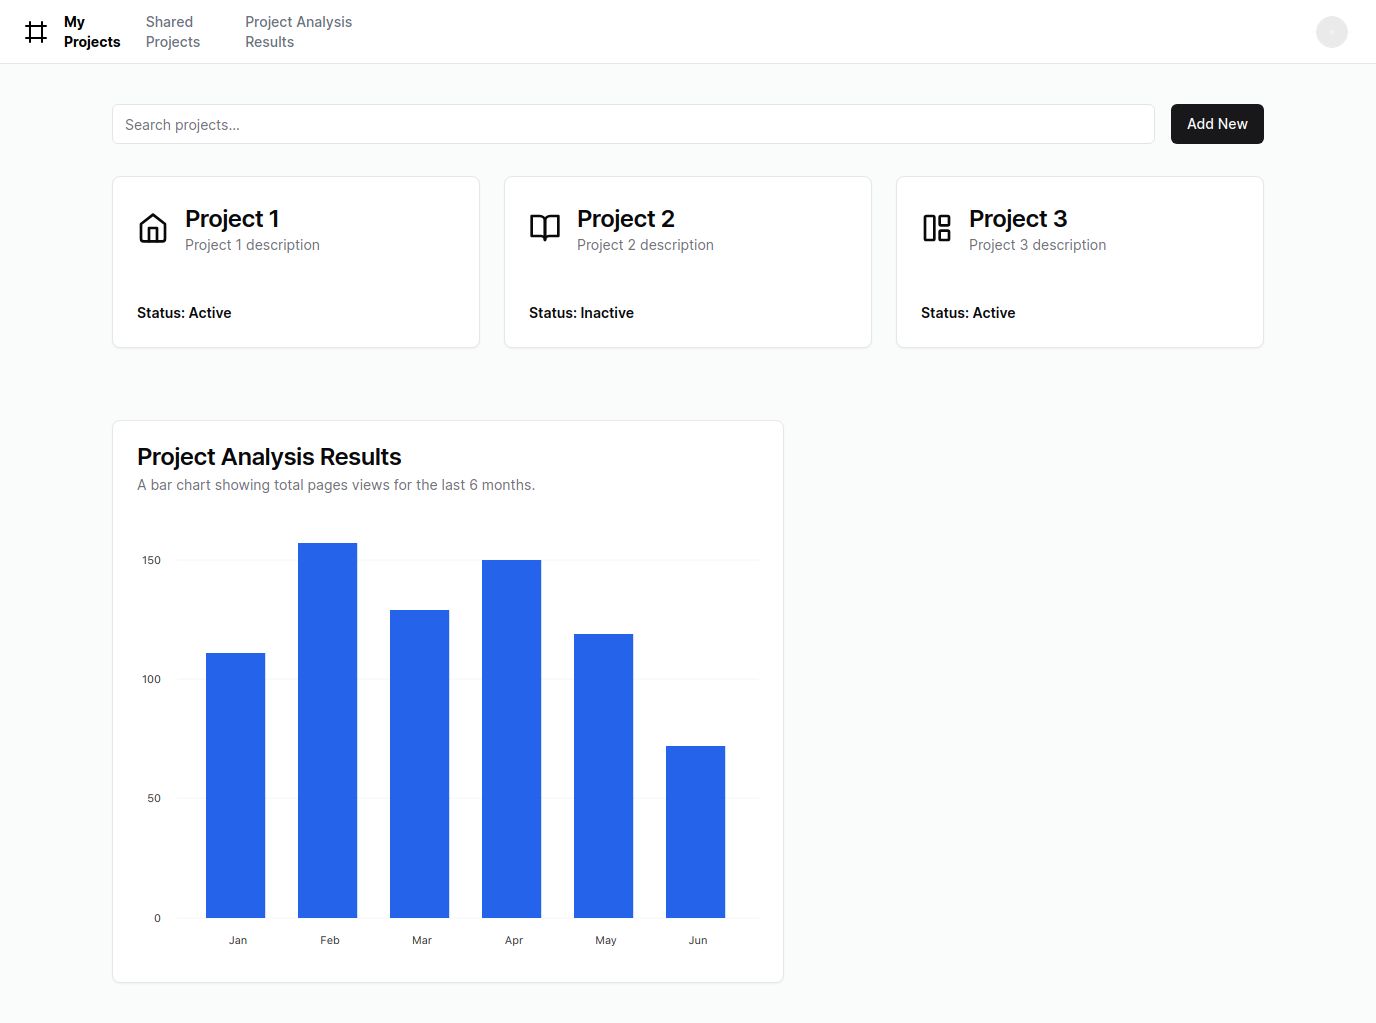 My Projects
Shared Projects
Project Analysis Results
Search projects...
Add New
Project 1
Project 1 description
Status: Active
Project 2
Project 2 description
Status: Inactive
Project 3
Project 3 description
Status: Active
Project Analysis Results
A bar chart showing total pages views for the last 6 months.
150
100
50
0
Jan Feb Mar Apr May Jun